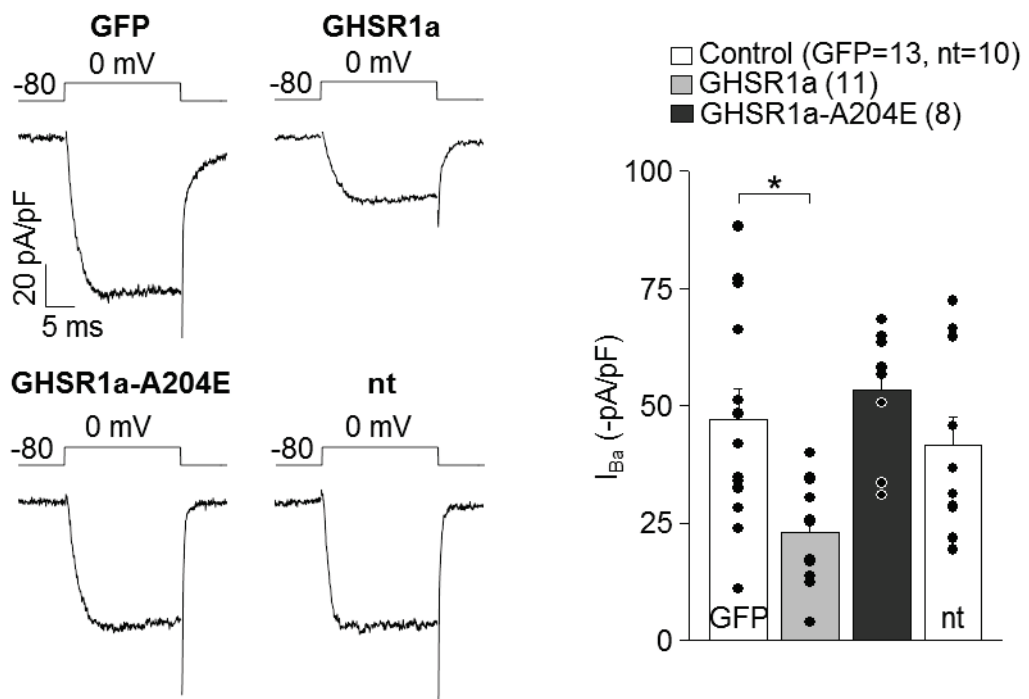 GFP
0 mV
-80
20 pA/pF
5 ms
GHSR1a
0 mV
-80
GHSR1a-A204E
0 mV
-80
nt
0 mV
-80
Control (GFP=13, nt=10)
GHSR1a (11)
GHSR1a-A204E (8)
100
75
50
25
0
I_Ba (-pA/pF)
*
GFP
nt